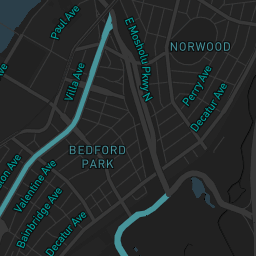 Paul Ave
E Mosholu Pkwy N
NORWOOD
Villa Ave
Perry Ave
Decatur Ave
BEDFORD
PARK
Valentine Ave
Bainbridge Ave
Decatur Ave